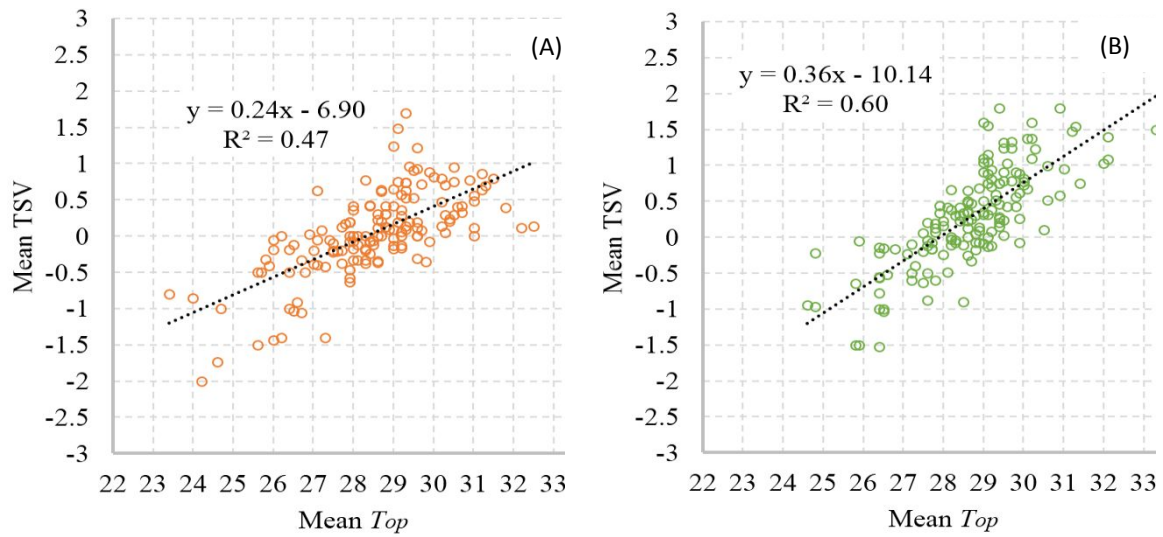 (A)
y = 0.24x - 6.90
R² = 0.47
Mean TSV
3
2.5
2
1.5
1
0.5
0
-0.5
-1
-1.5
-2
-2.5
-3
22 23 24 25 26 27 28 29 30 31 32 33
Mean Top
(B)
y = 0.36x - 10.14
R² = 0.60
Mean TSV
3
2.5
2
1.5
1
0.5
0
-0.5
-1
-1.5
-2
-2.5
-3
22 23 24 25 26 27 28 29 30 31 32 33
Mean Top